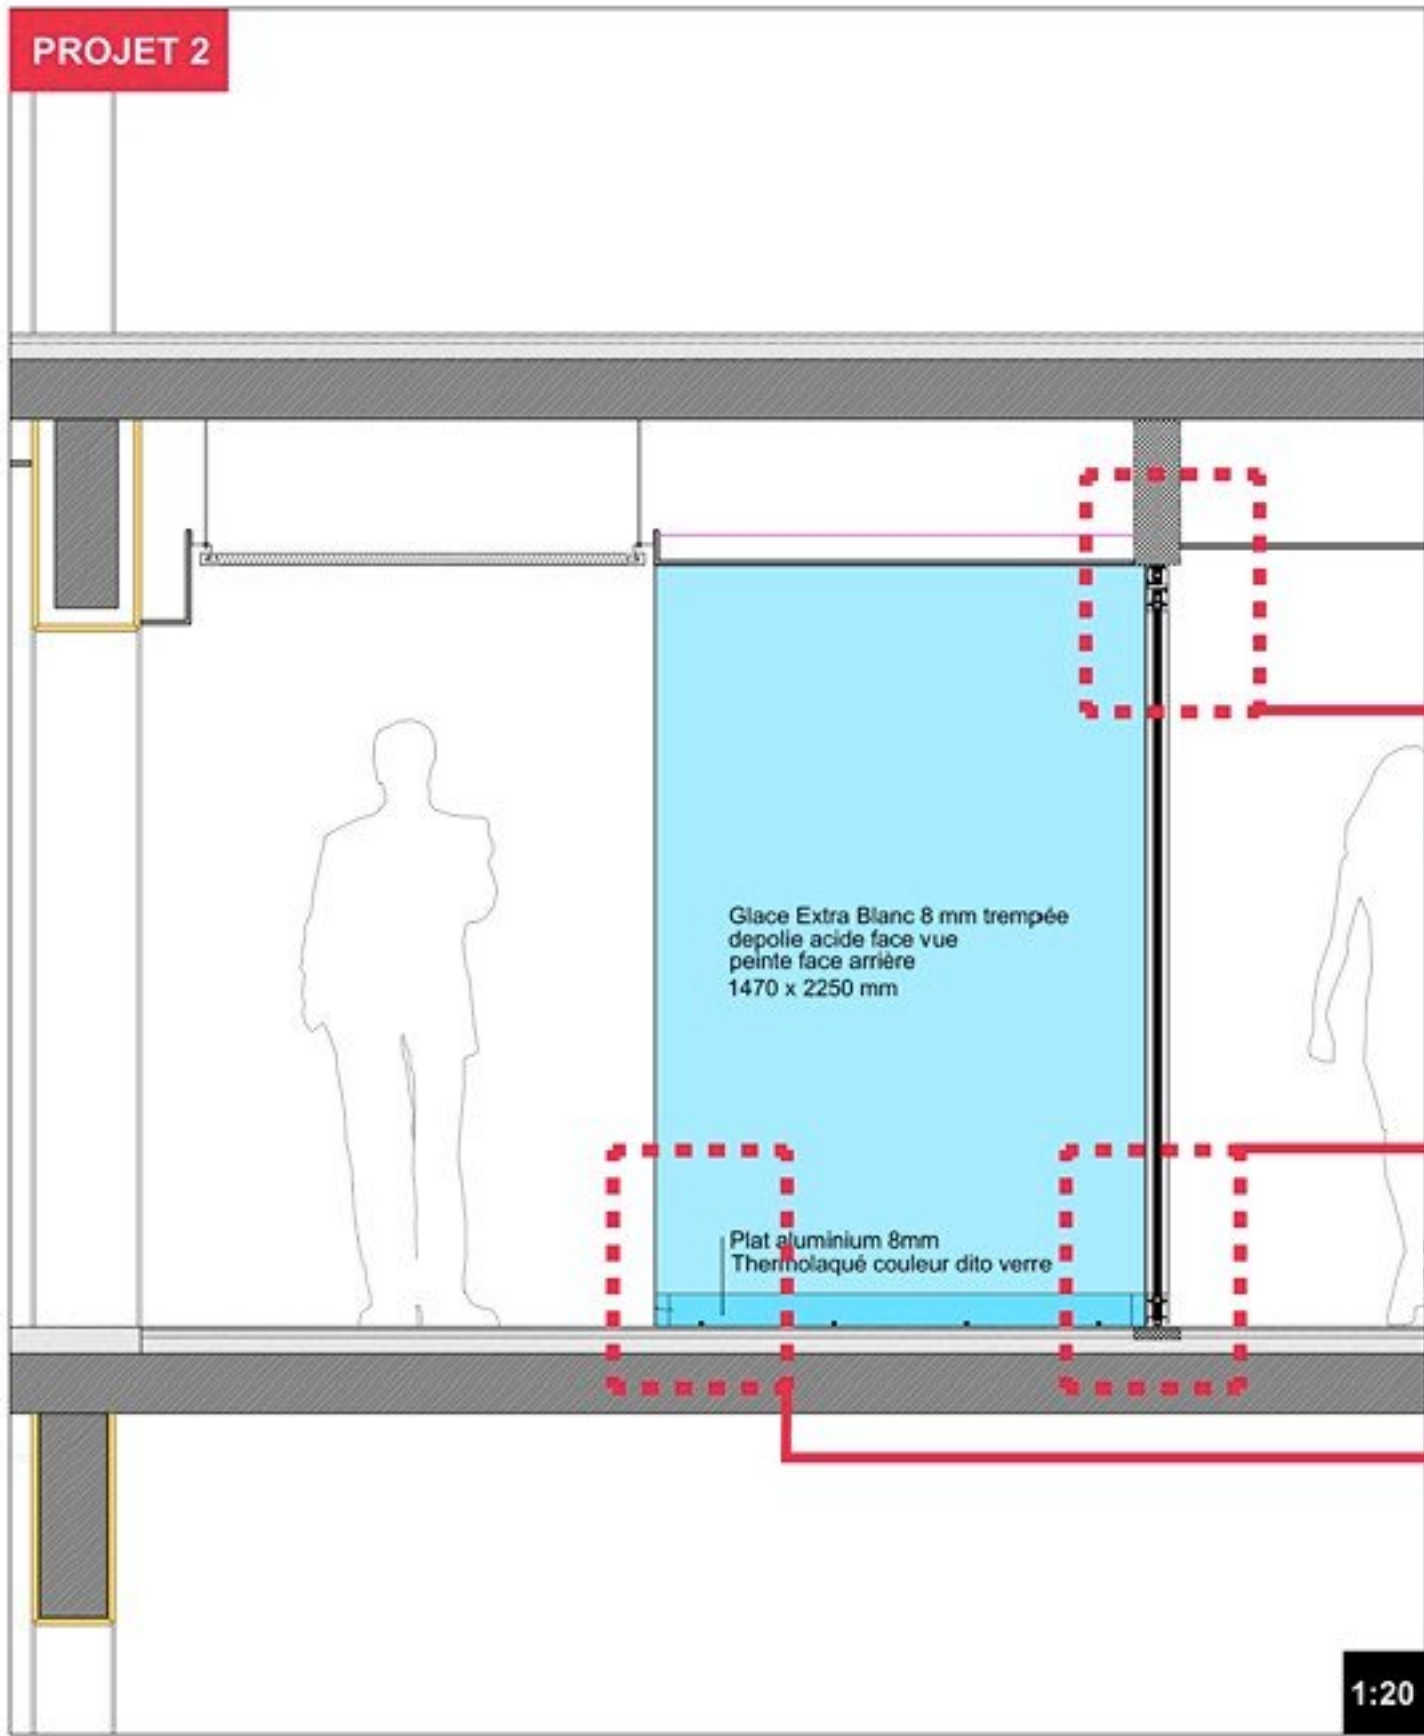 PROJET 2
Glace Extra Blanc 8 mm trempée
depolie acide face vue
peinte face arrière
1470 x 2250 mm
Plat aluminium 8mm
Thermolaqué couleur dito verre
1:20